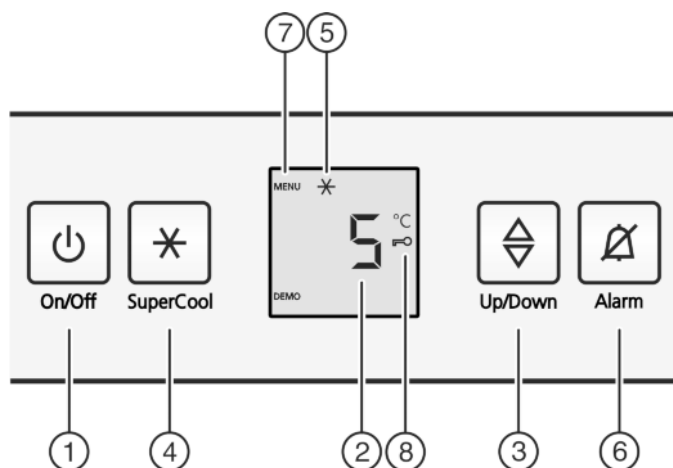 7 5
MENU
5 °C
DEMO
On/Off SuperCool Up/Down Alarm
1 4 2 8 3 6